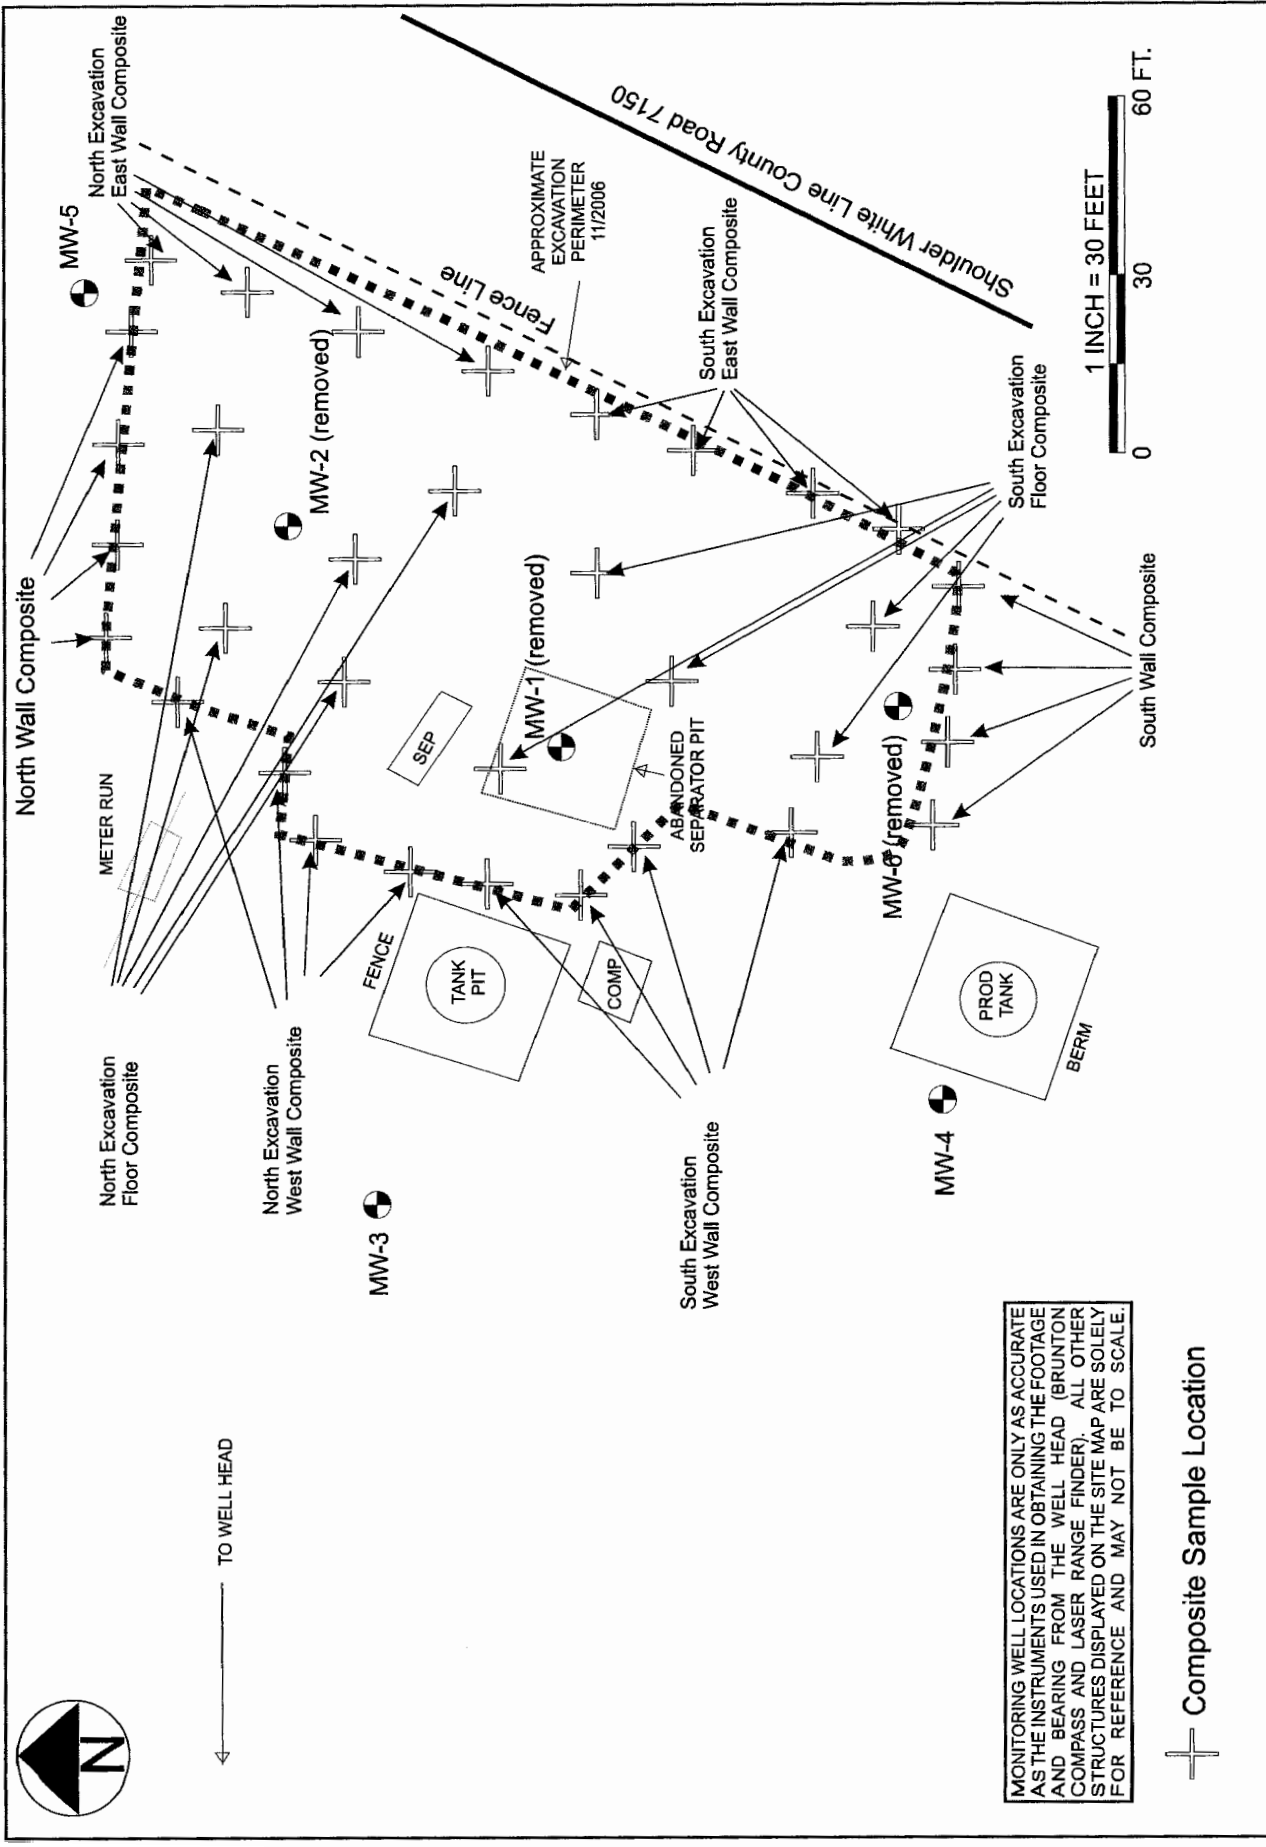 North Wall Composite
MW-5
North Excavation
East Wall Composite
METER RUN
MW-2 (removed)
Fence Line
APPROXIMATE
EXCAVATION
PERIMETER
11/2006
Shoulder White Line County Road 7150
North Excavation
Floor Composite
North Excavation
West Wall Composite
MW-3
FENCE
TANK
PIT
SEP
MW-1 (removed)
COMP
ABANDONED
SEPARATOR PIT
South Excavation
East Wall Composite
South Excavation
Floor Composite
South Excavation
West Wall Composite
MW-6 (removed)
MW-4
PROD
TANK
BERM
South Wall Composite
1 INCH = 30 FEET
0
30
60 FT.
N
TO WELL HEAD
MONITORING WELL LOCATIONS ARE ONLY AS ACCURATE
AS THE INSTRUMENTS USED IN OBTAINING THE FOOTAGE
AND BEARING FROM THE WELL HEAD (BRUNTON
COMPASS AND LASER RANGE FINDER). ALL OTHER
STRUCTURES DISPLAYED ON THE SITE MAP ARE SOLELY
FOR REFERENCE AND MAY NOT BE TO SCALE.
Composite Sample Location